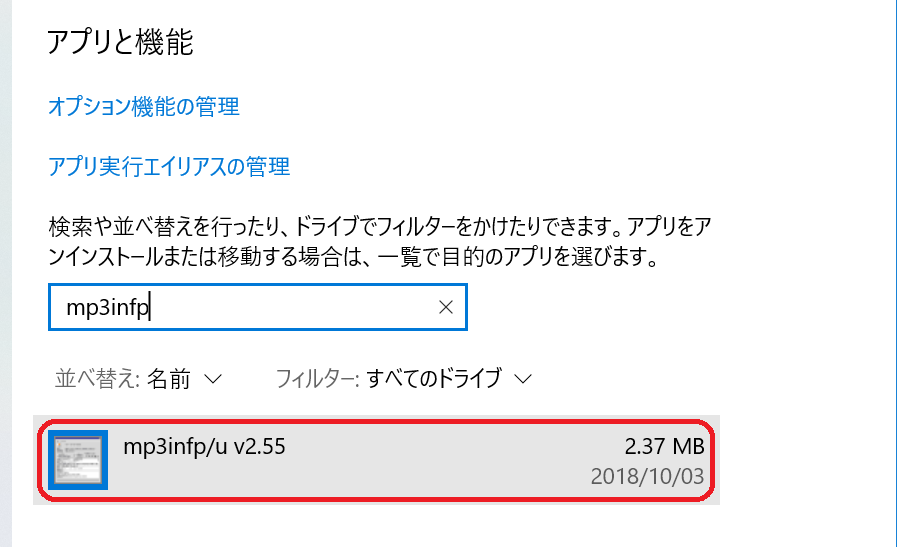 アプリと機能
オプション機能の管理
アプリ実行エイリアスの管理
検索や並べ替えを行ったり、ドライブでフィルターをかけたりできます。アプリをア
ンインストールまたは移動する場合は、一覧で目的のアプリを選びます。
mp3infp
並べ替え: 名前 フィルター: すべてのドライブ
mp3infp/u v2.55 2.37 MB
2018/10/03